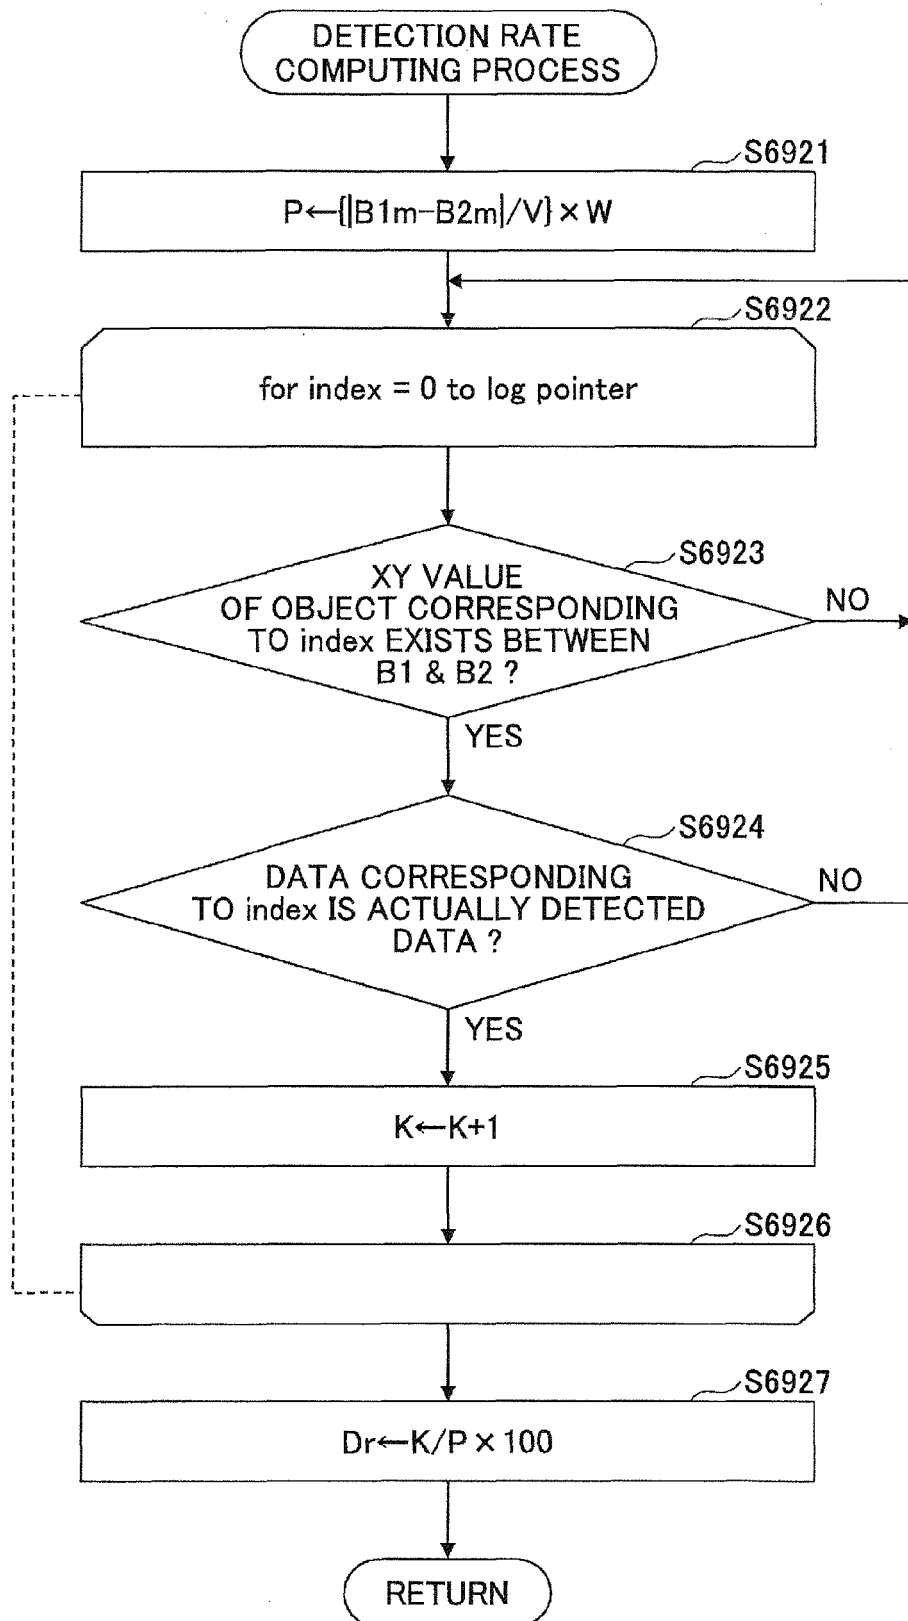 DETECTION RATE
COMPUTING PROCESS
S6921
P←{|B1m-B2m|/V}×W
S6922
for index = 0 to log pointer
S6923
XY VALUE
OF OBJECT CORRESPONDING
TO index EXISTS BETWEEN
B1 & B2 ?
NO
YES
S6924
DATA CORRESPONDING
TO index IS ACTUALLY DETECTED
DATA ?
NO
YES
S6925
K←K+1
S6926
S6927
Dr←K/P×100
RETURN